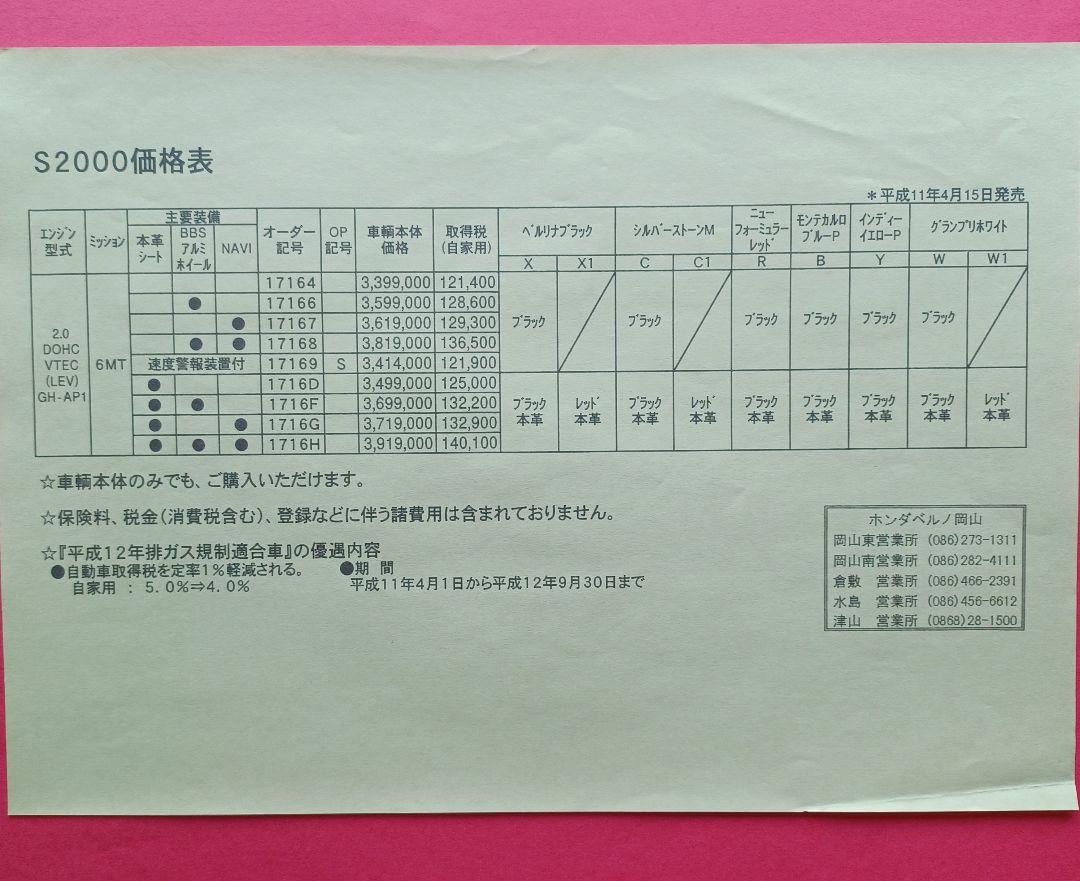 S2000価格表
＊平成11年4月15日発売
ｴﾝｼﾞﾝ型式 ﾐｯｼｮﾝ 主要装備 オーダー記号 OP記号 車輌本体価格 取得税(自家用) ﾍﾞﾙﾘﾅﾌﾞﾗｯｸ ｼﾙﾊﾞｰｽﾄｰﾝM ﾆｭｰﾌｫｰﾐｭﾗｰﾚｯﾄﾞ ﾓﾝﾃｶﾙﾛﾌﾞﾙｰP ｲﾝﾃﾞｨｰｲｴﾛｰP ｸﾞﾗﾝﾌﾟﾘﾎﾜｲﾄ
本革シート BBSアルミホイール NAVI X X1 C C1 R B Y W W1
2.0 DOHC VTEC (LEV) GH-AP1 6MT
17164 3,399,000 121,400
● 17166 3,599,000 128,600
● 17167 3,619,000 129,300
● ● 17168 3,819,000 136,500
速度警報装置付 17169 S 3,414,000 121,900
ﾌﾞﾗｯｸ ﾌﾞﾗｯｸ ﾌﾞﾗｯｸ ﾌﾞﾗｯｸ ﾌﾞﾗｯｸ ﾌﾞﾗｯｸ
● 1716D 3,499,000 125,000
● ● 1716F 3,699,000 132,200
● ● 1716G 3,719,000 132,900
● ● ● 1716H 3,919,000 140,100
ﾌﾞﾗｯｸ ﾚｯﾄﾞ ﾌﾞﾗｯｸ ﾚｯﾄﾞ ﾌﾞﾗｯｸ ﾌﾞﾗｯｸ ﾌﾞﾗｯｸ ﾌﾞﾗｯｸ ﾚｯﾄﾞ
本革 本革 本革 本革 本革 本革 本革 本革 本革
☆車輌本体のみでも、ご購入いただけます。
☆保険料、税金(消費税含む)、登録などに伴う諸費用は含まれておりません。
☆『平成12年排ガス規制適合車』の優遇内容
●自動車取得税を定率1%軽減される。 ●期　間
自家用 ： 5.0%⇒4.0% 平成11年4月1日から平成12年9月30日まで
ホンダベルノ岡山
岡山東営業所 (086)273-1311
岡山南営業所 (086)282-4111
倉敷　営業所 (086)466-2391
水島　営業所 (086)456-6612
津山　営業所 (0868)28-1500